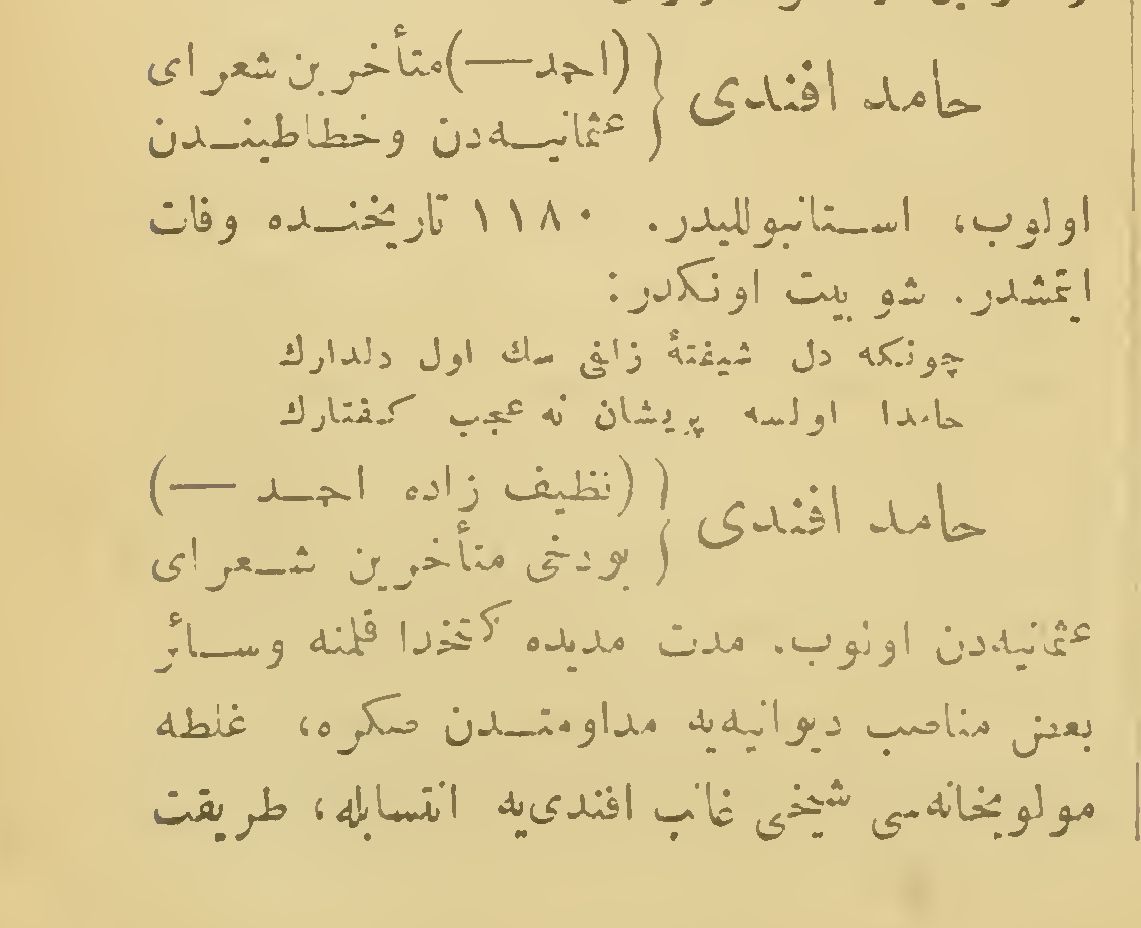 حامد افندی (احمد—) متأخرین شعرای
عثمانیه‌دن وخطاطیندن
اولوب، استانبوللیدر. ۱۱۸۰ تاریخنده وفات
ایتمشدر. شو بیت اونکدر:
چونکه دل شیفتهٔ زلفی سك اول دلدارك
حامدا اولسه پریشان نه عجب کفتارك
حامد افندی (نظیف زاده احمد —)
بودخی متأخرین شعرای
عثمانیه‌دن اونوب. مدت مدیده کتخدا قلمنه وسائر
بعض مناصب دیوانیه‌یه مداومتدن صکره، غلطه
مولویخانه‌سی شیخی غالب افندی‌یه انتسابله، طریقت